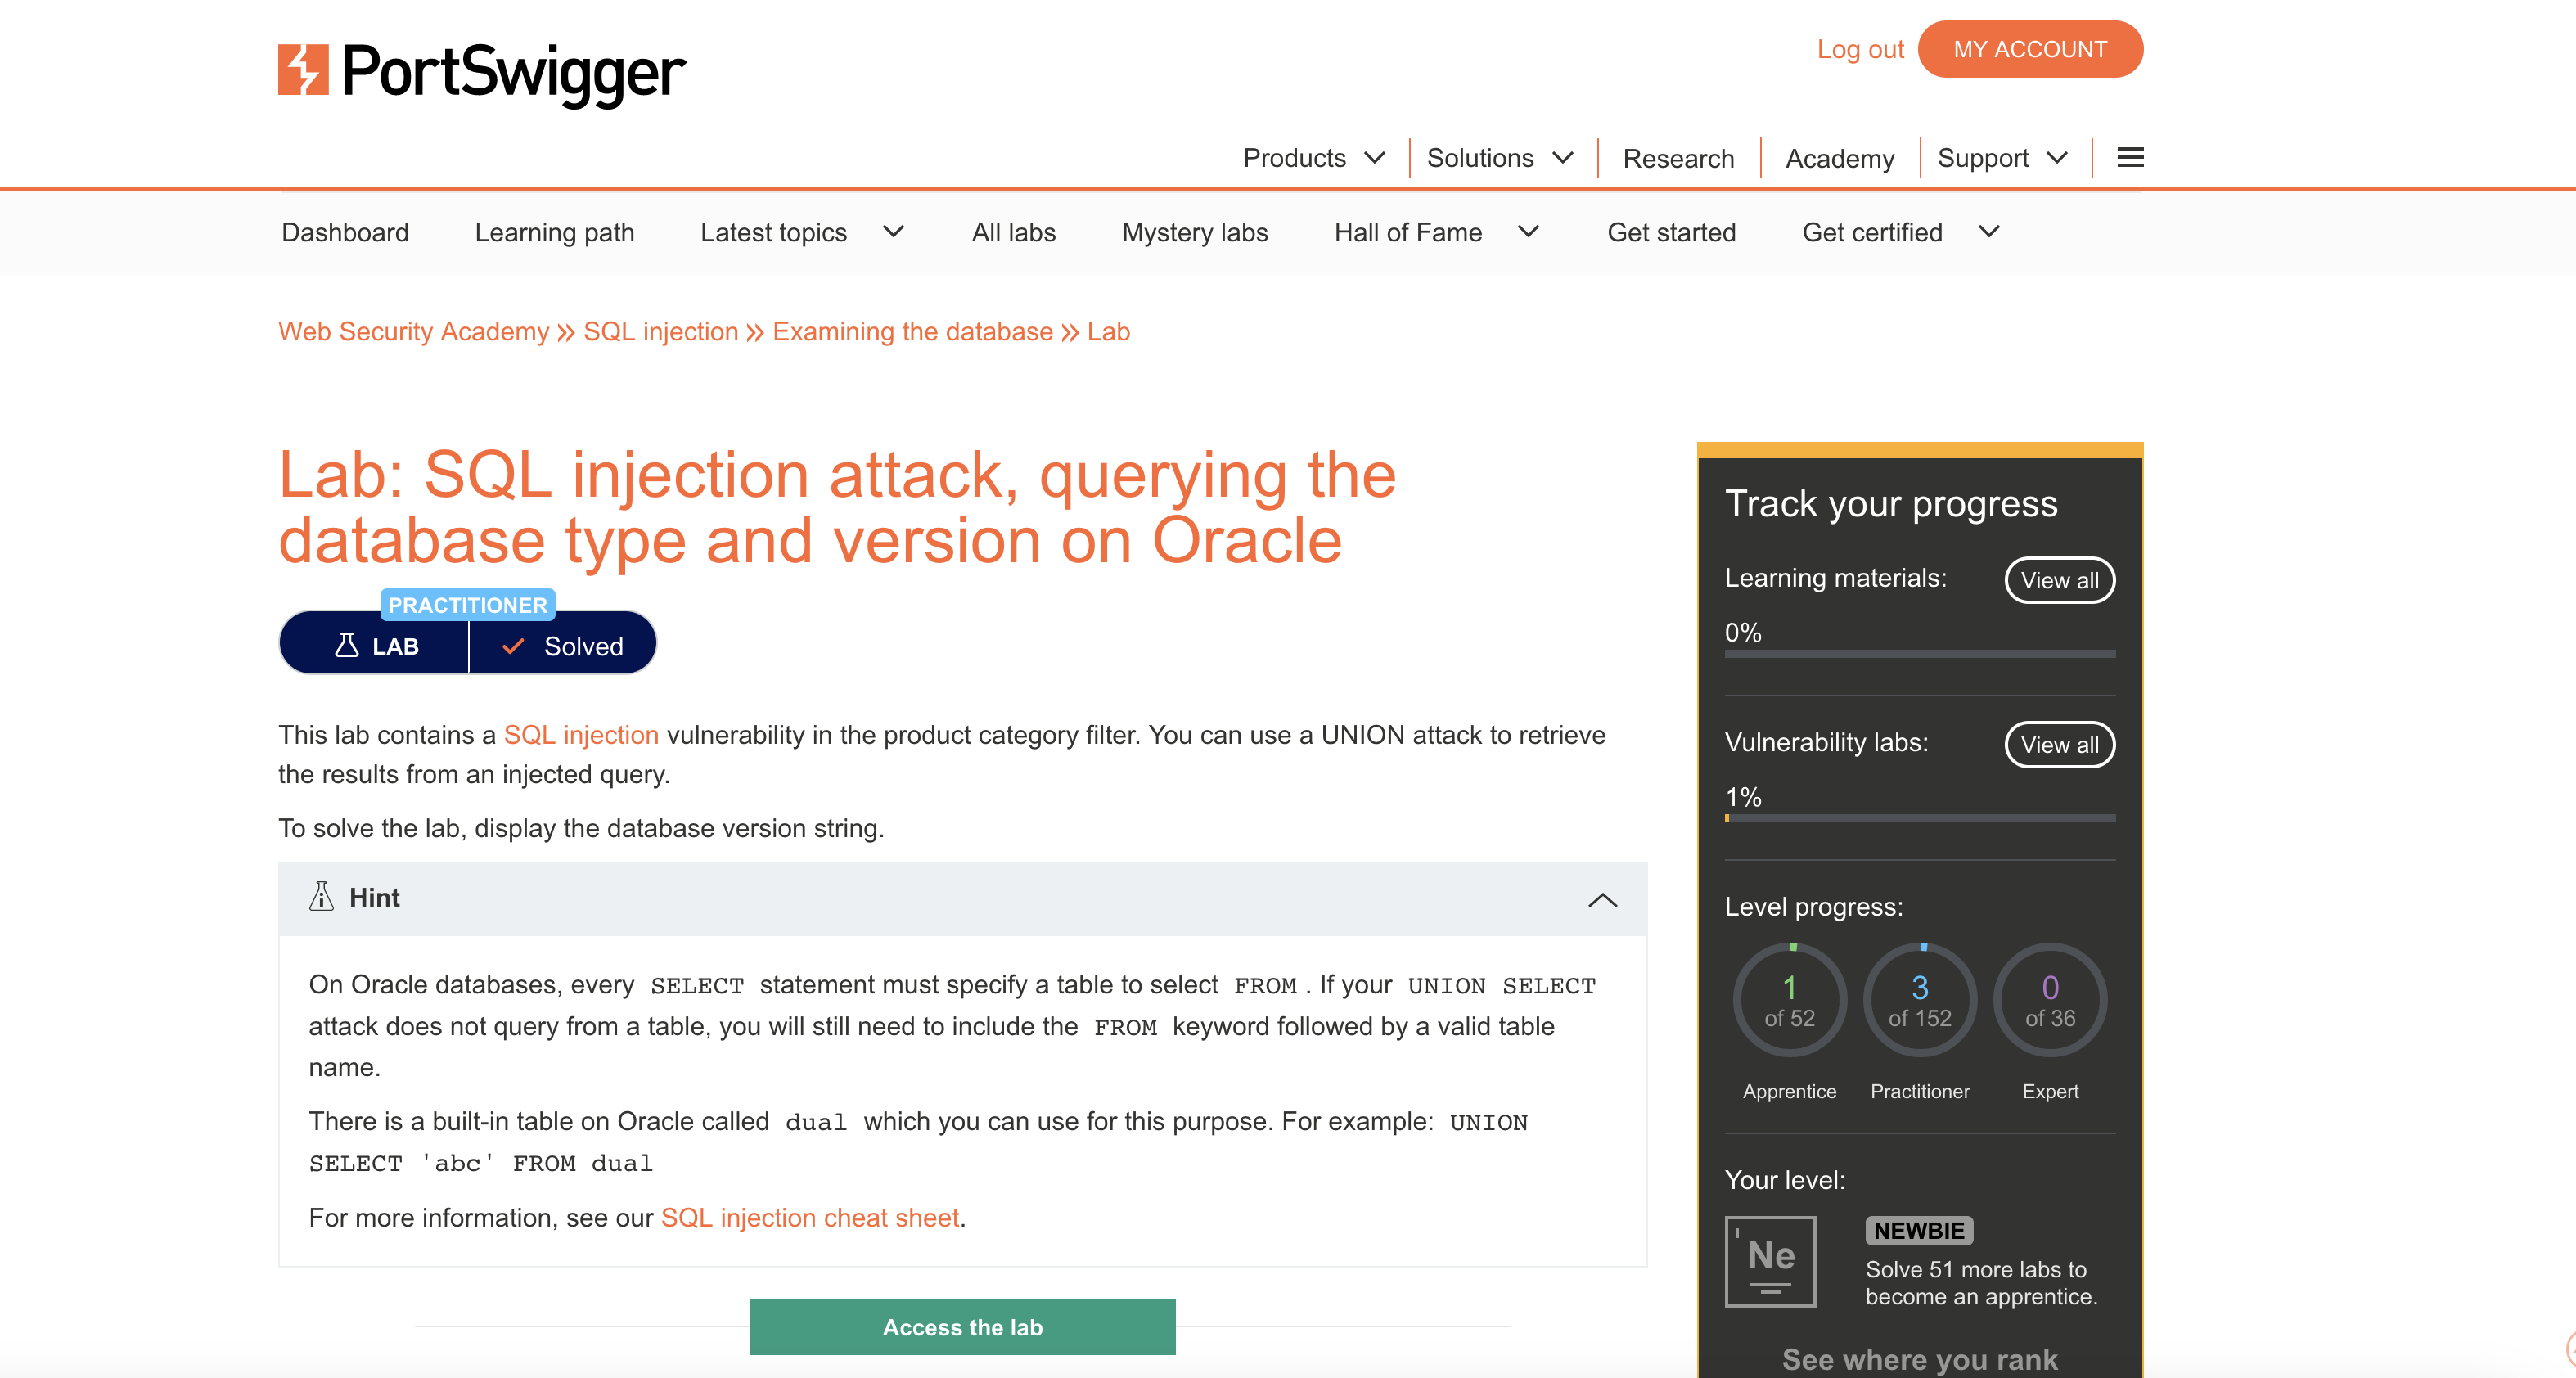 PortSwigger
Log out MY ACCOUNT
Products Solutions Research Academy Support
Dashboard Learning path Latest topics All labs Mystery labs Hall of Fame Get started Get certified
Web Security Academy » SQL injection » Examining the database » Lab
Lab: SQL injection attack, querying the
database type and version on Oracle
PRACTITIONER
LAB Solved
This lab contains a SQL injection vulnerability in the product category filter. You can use a UNION attack to retrieve
the results from an injected query.
To solve the lab, display the database version string.
Hint
On Oracle databases, every SELECT statement must specify a table to select FROM . If your UNION SELECT
attack does not query from a table, you will still need to include the FROM keyword followed by a valid table
name.
There is a built-in table on Oracle called dual which you can use for this purpose. For example: UNION
SELECT 'abc' FROM dual
For more information, see our SQL injection cheat sheet.
Access the lab
Track your progress
Learning materials: View all
0%
Vulnerability labs: View all
1%
Level progress:
1 3 0
of 52 of 152 of 36
Apprentice Practitioner Expert
Your level:
Ne
NEWBIE
Solve 51 more labs to
become an apprentice.
See where you rank